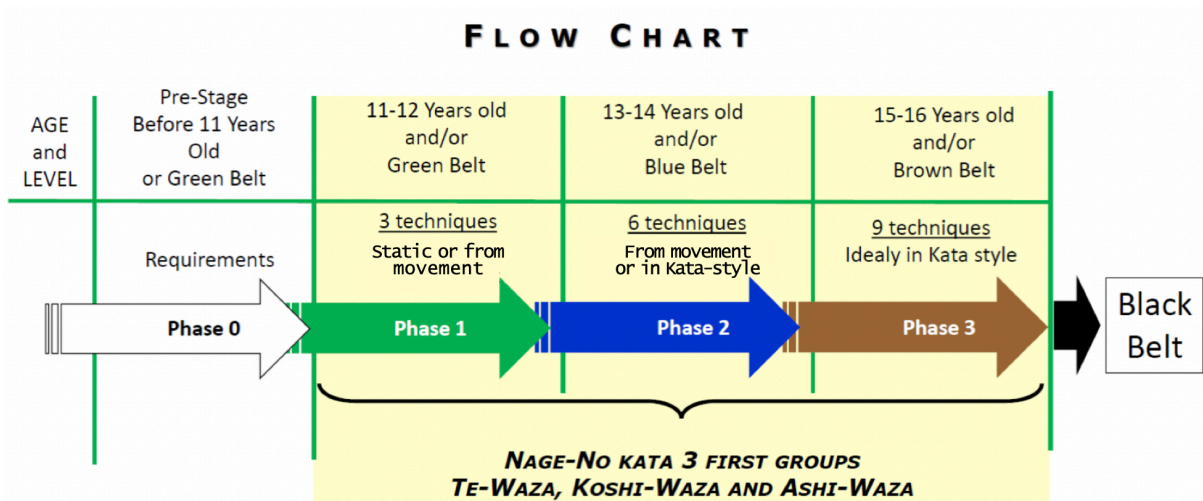 FLOW CHART
AGE
and
LEVEL
Pre-Stage
Before 11 Years
Old
or Green Belt
11-12 Years old
and/or
Green Belt
13-14 Years old
and/or
Blue Belt
15-16 Years old
and/or
Brown Belt
Requirements
3 techniques
Static or from
movement
6 techniques
From movement
or in Kata-style
9 techniques
Idealy in Kata style
Phase 0
Phase 1
Phase 2
Phase 3
Black
Belt
NAGE-NO KATA 3 FIRST GROUPS
TE-WAZA, KOSHI-WAZA AND ASHI-WAZA